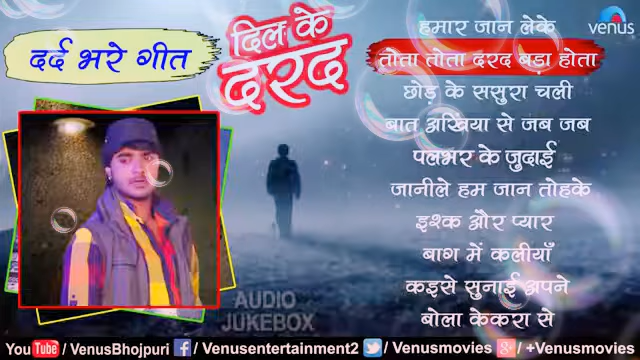 दर्द भरे गीत
दिल के
दरद
venus
हमार जान लेके
तोता तोता दरद बड़ा होता
छोड़ के ससुरा चली
बात अखिया से जब जब
पलभर के जुदाई
जानीले हम जान तोहके
इश्क और प्यार
बाग में कलीयाँ
कइसे सुनाई अपने
बोला केकरा से
AUDIO
JUKEBOX
You Tube / VenusBhojpuri f / Venusentertainment2 / Venusmovies g+ / +Venusmovies